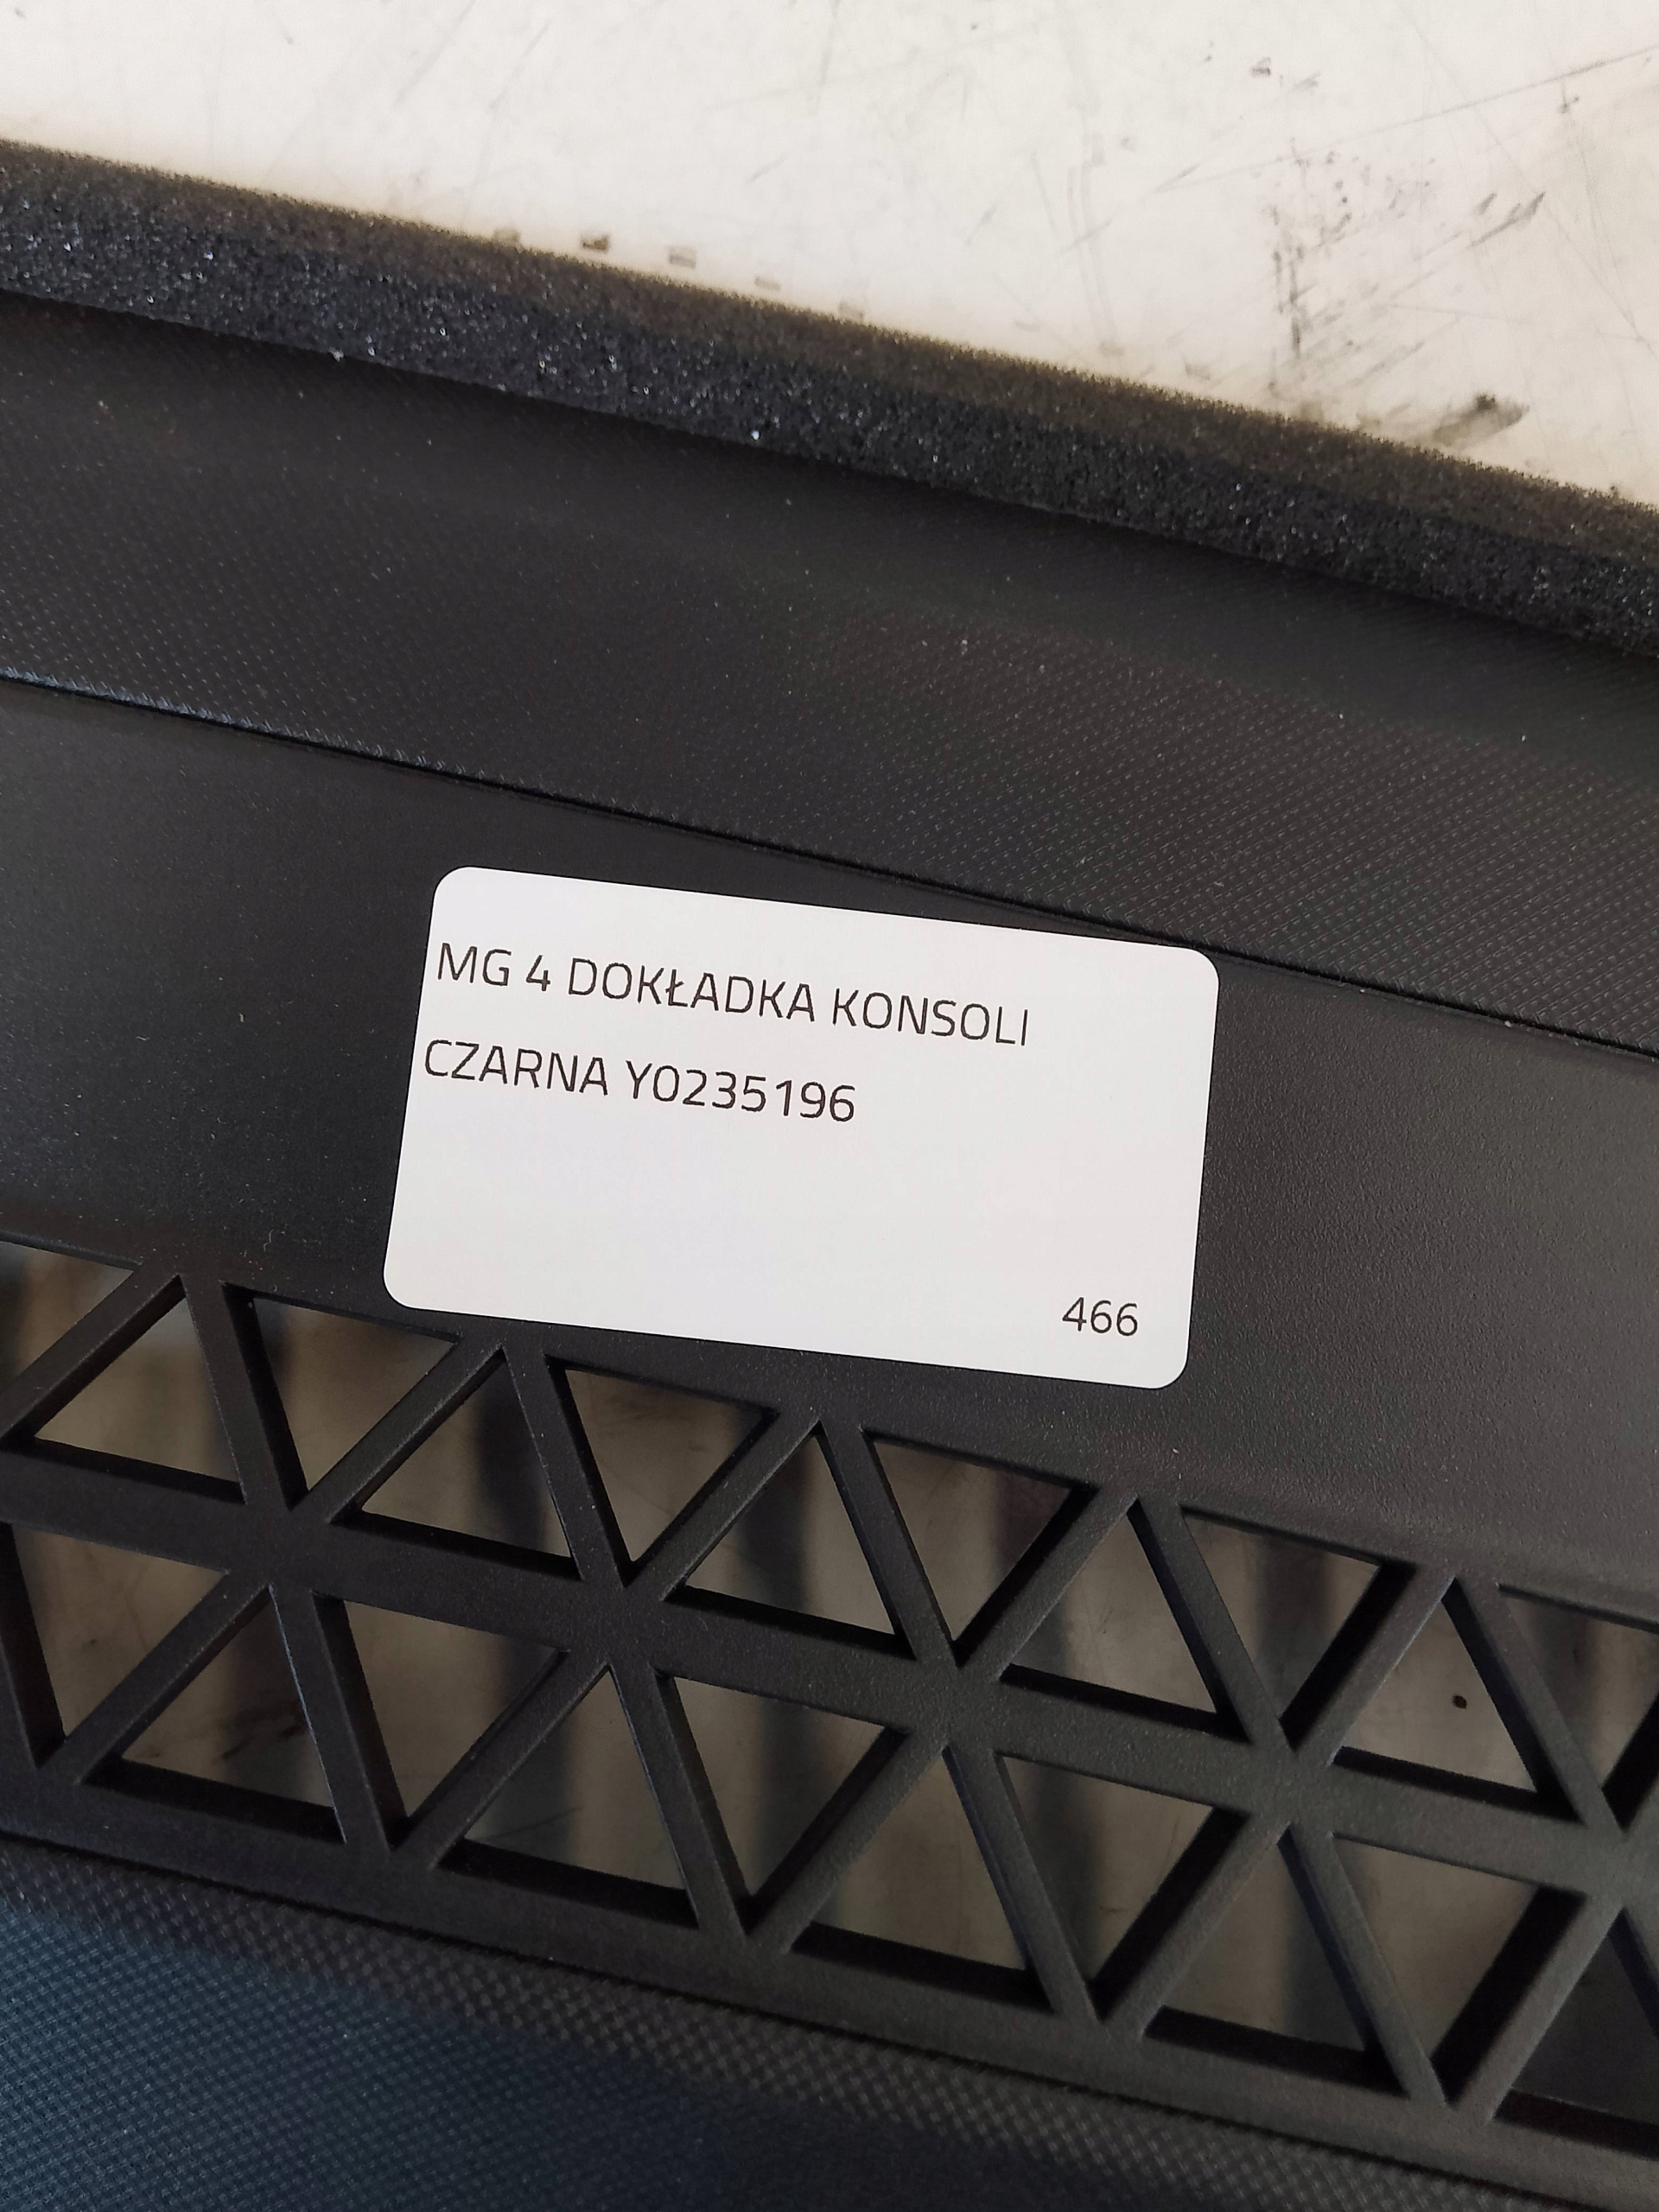 MG 4 DOKŁADKA KONSOLI
CZARNA Y0235196
466